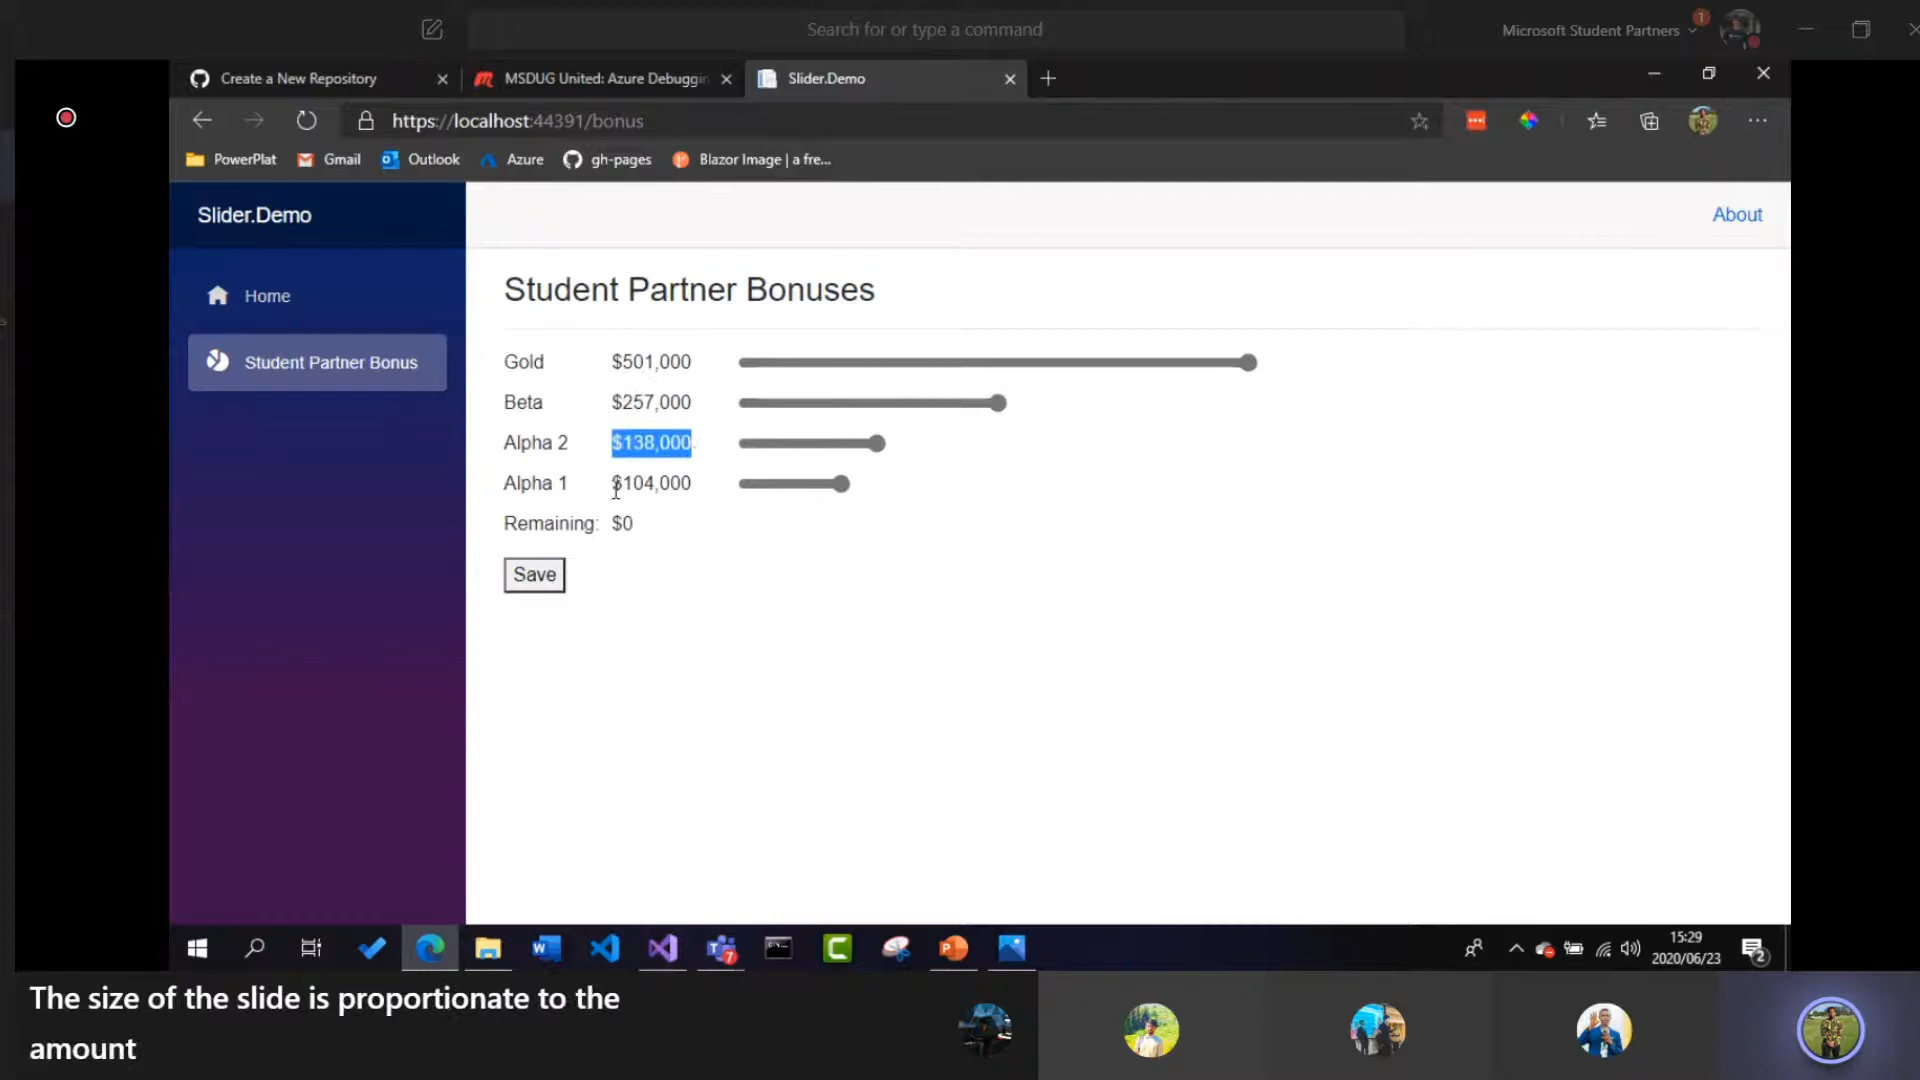 Search for or type a command
Microsoft Student Partners
1
Create a New Repository
MSDUG United: Azure Debuggin
Slider.Demo
https://localhost:44391/bonus
PowerPlat
Gmail
Outlook
Azure
gh-pages
Blazor Image | a fre...
Slider.Demo
About
Home
Student Partner Bonus
Student Partner Bonuses
Gold $501,000
Beta $257,000
Alpha 2 $138,000
Alpha 1 $104,000
Remaining: $0
Save
7
15:29
2020/06/23
2
The size of the slide is proportionate to the
amount